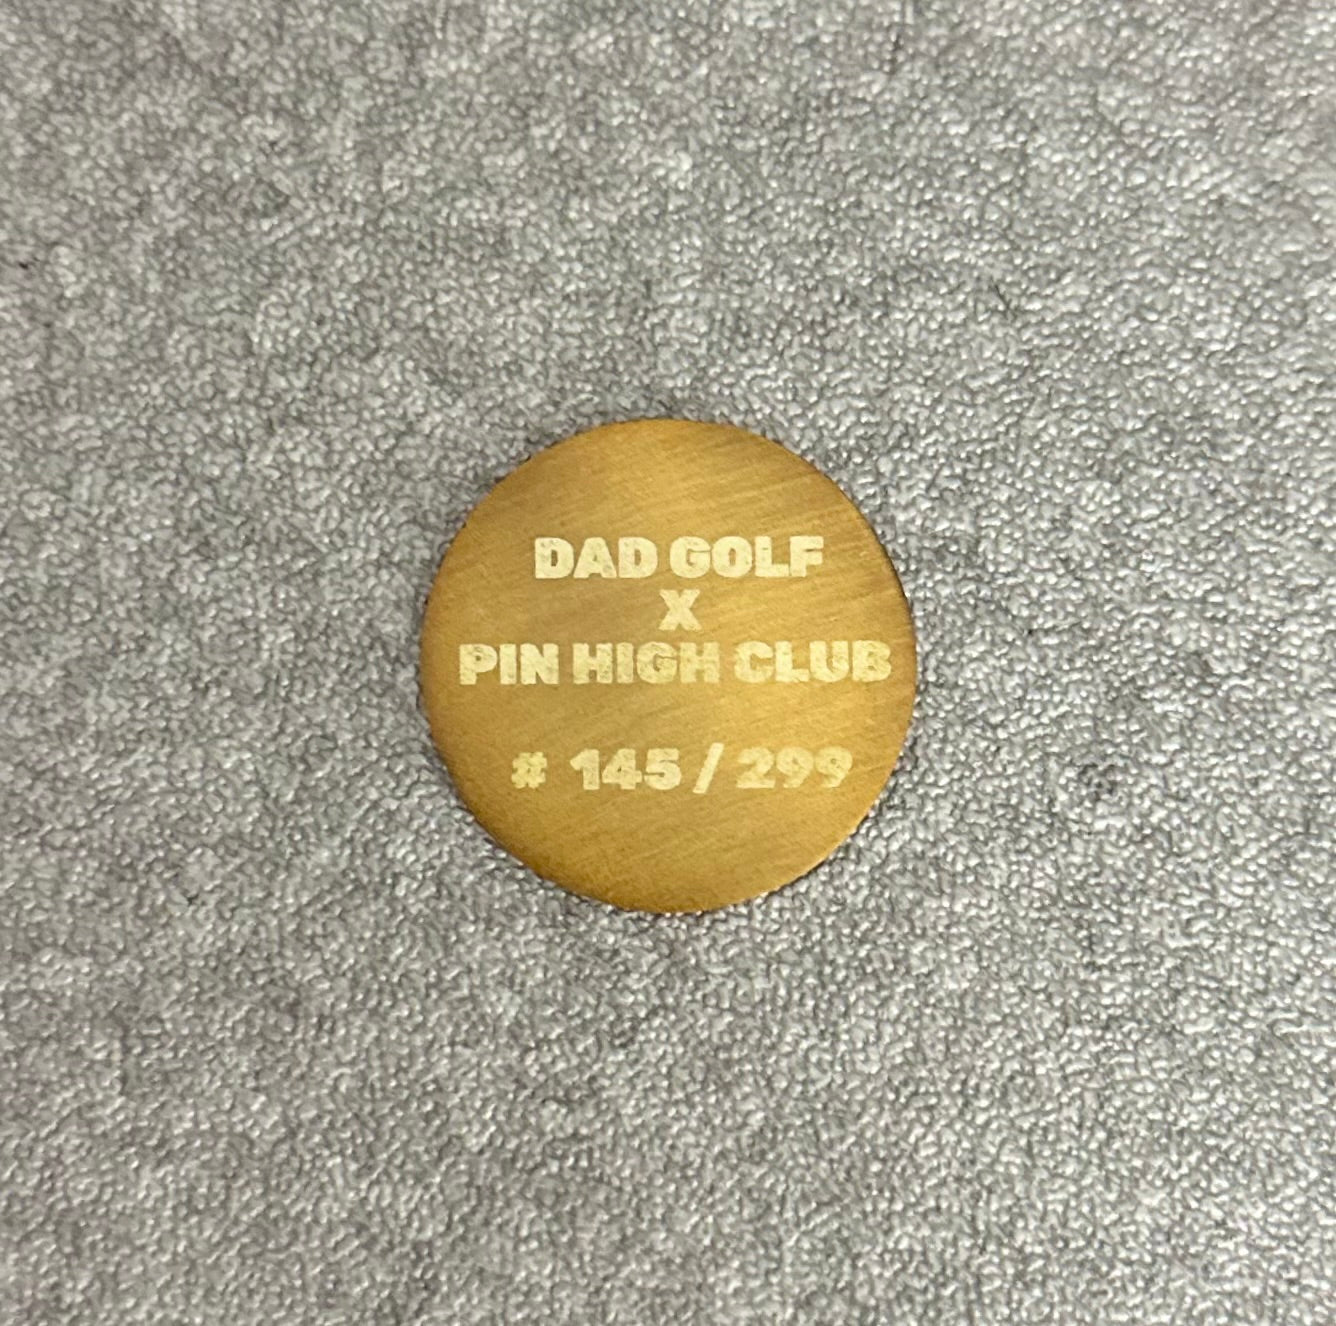 DAD GOLF
X
PIN HIGH CLUB
# 145 / 299